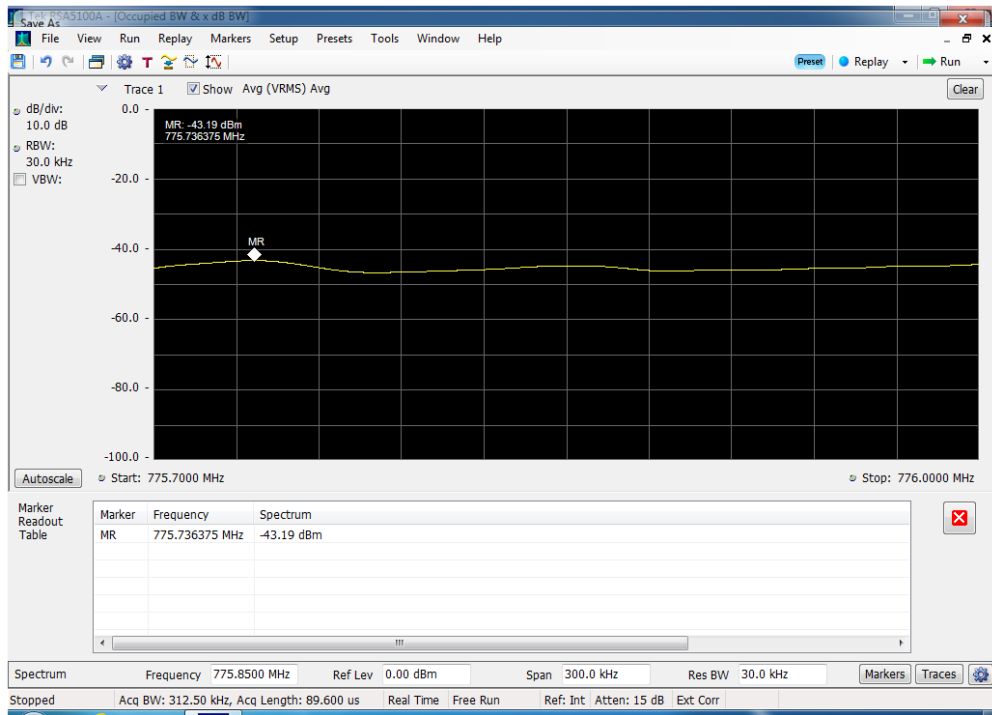 Tek RSA5100A - [Occupied BW & x dB BW]
Save As
File View Run Replay Markers Setup Presets Tools Window Help
T Preset Replay Run
Trace 1 Show Avg (VRMS) Avg Clear
dB/div:
10.0 dB
RBW:
30.0 kHz
VBW:
0.0
-20.0
-40.0
-60.0
-80.0
-100.0
MR: -43.19 dBm
775.736375 MHz
MR
Autoscale Start: 775.7000 MHz Stop: 776.0000 MHz
Marker
Readout
Table
Marker Frequency Spectrum
MR 775.736375 MHz -43.19 dBm
Spectrum Frequency 775.8500 MHz Ref Lev 0.00 dBm Span 300.0 kHz Res BW 30.0 kHz Markers Traces
Stopped Acq BW: 312.50 kHz, Acq Length: 89.600 us Real Time Free Run Ref: Int Atten: 15 dB Ext Corr